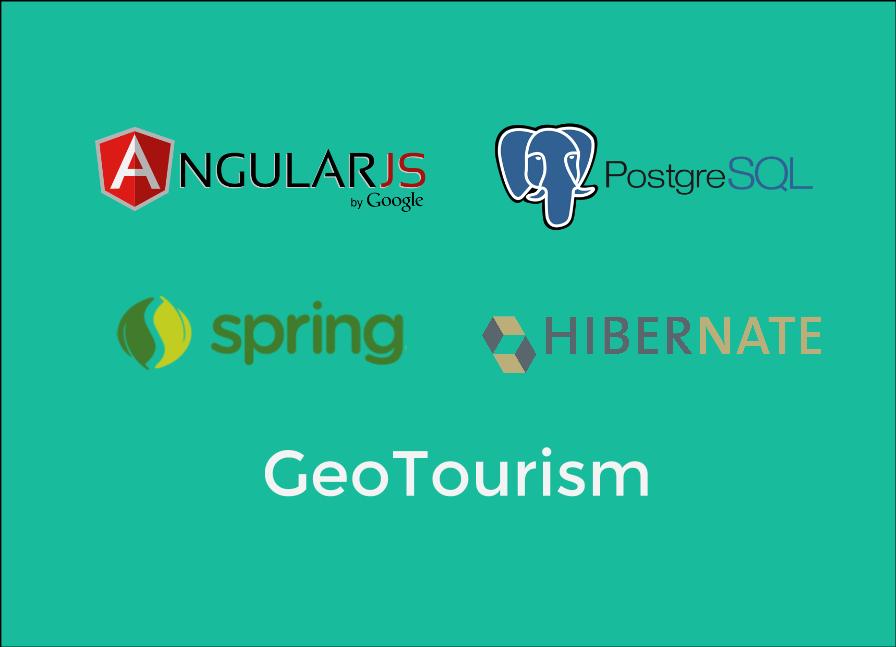 ANGULARJS
by Google
PostgreSQL
spring
HIBERNATE
GeoTourism